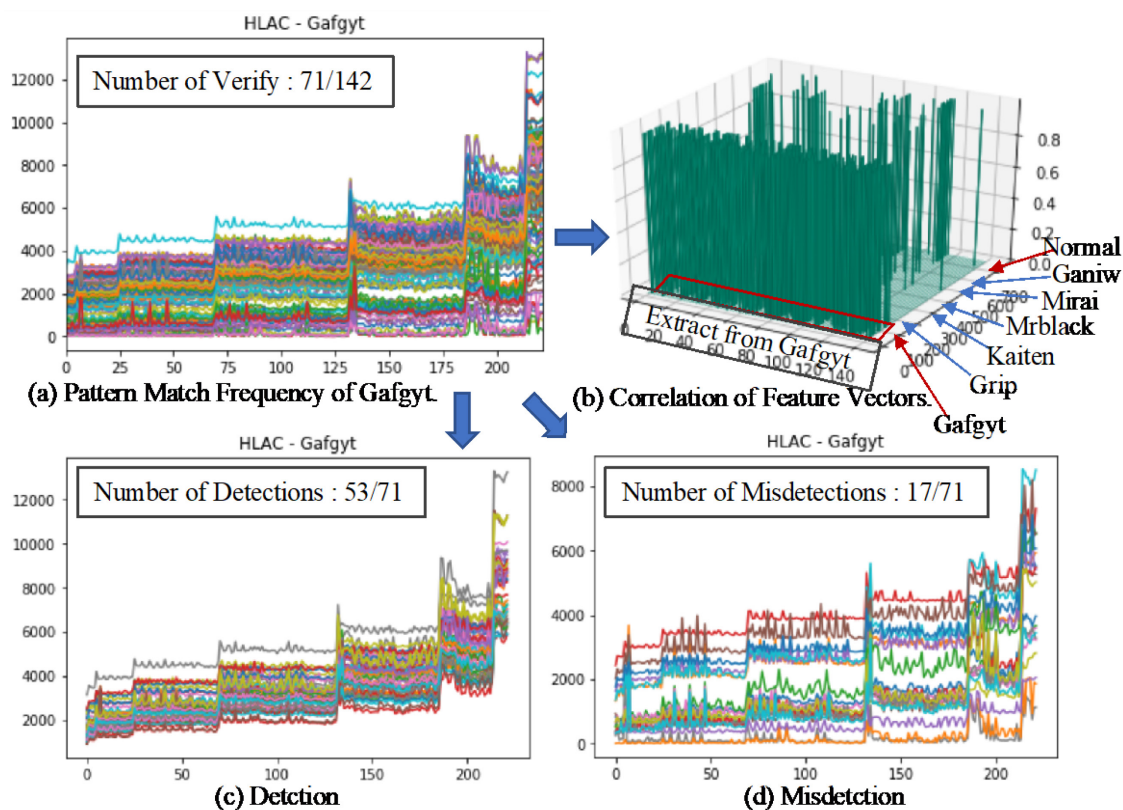 HLAC - Gafgyt
Number of Verify : 71/142
12000
10000
8000
6000
4000
2000
0
0 25 50 75 100 125 150 175 200
(a) Pattern Match Frequency of Gafgyt.
0.8
0.6
0.4
0.2
0.0
Normal
Ganiw
Mirai
Mrblack
Kaiten
Grip
Gafgyt
700
600
500
400
300
200
100
0
Extract from Gafgyt
0 20 40 60 80 100 120 140
(b) Correlation of Feature Vectors.
HLAC - Gafgyt
Number of Detections : 53/71
12000
10000
8000
6000
4000
2000
0 50 100 150 200
(c) Detction
HLAC - Gafgyt
Number of Misdetections : 17/71
8000
6000
4000
2000
0
0 50 100 150 200
(d) Misdetction